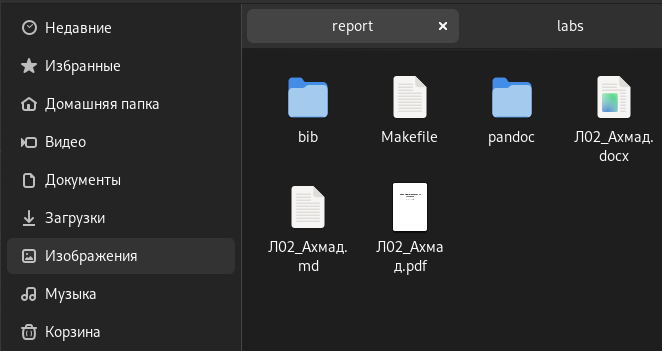 Недавние
Избранные
Домашняя папка
Видео
Документы
Загрузки
Изображения
Музыка
Корзина
report
labs
bib
Makefile
pandoc
Л02_Ахмад.
docx
Л02_Ахмад.
md
Л02_Ахма
д.pdf